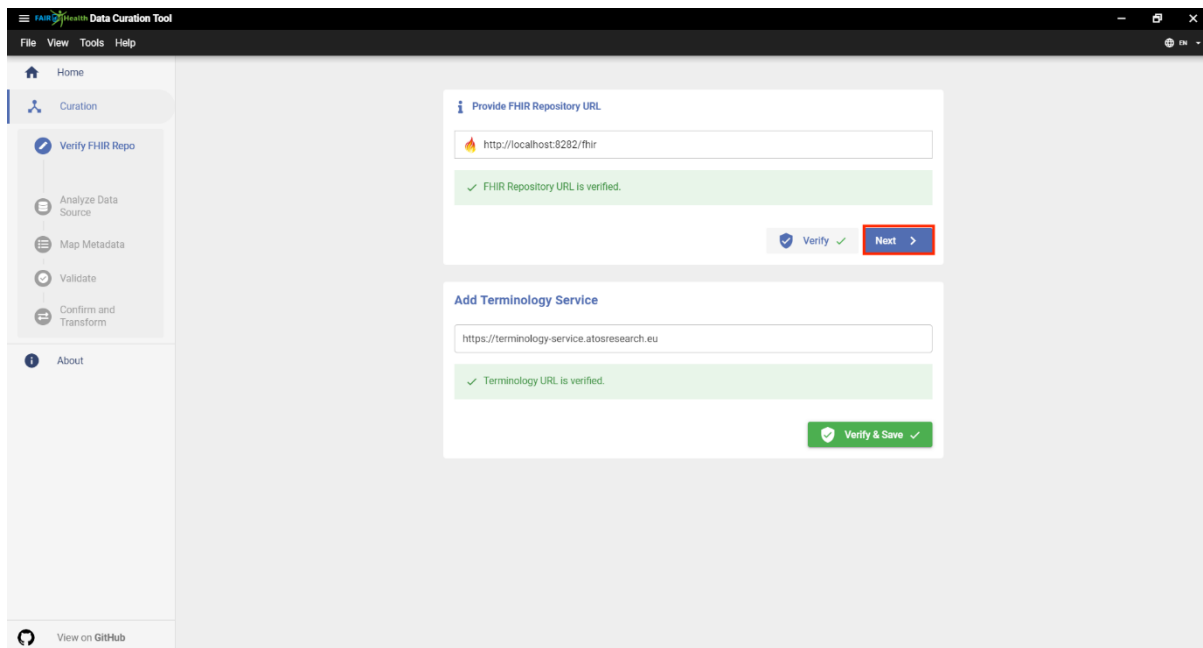 FAIR4Health Data Curation Tool
File View Tools Help
EN
Home
Curation
Verify FHIR Repo
Analyze Data
Source
Map Metadata
Validate
Confirm and
Transform
About
View on GitHub
Provide FHIR Repository URL
http://localhost:8282/fhir
FHIR Repository URL is verified.
Verify
Next
Add Terminology Service
https://terminology-service.atosresearch.eu
Terminology URL is verified.
Verify & Save